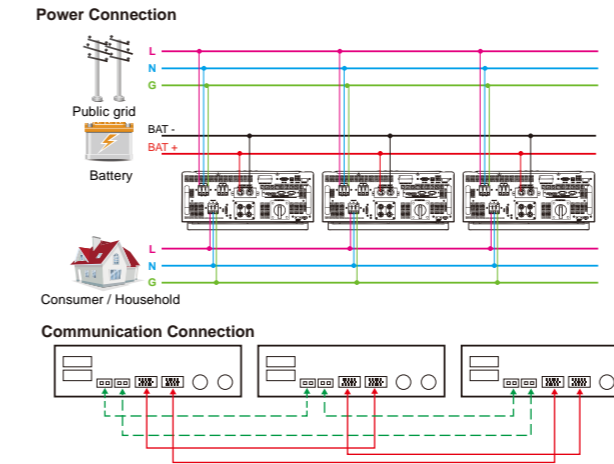 Power Connection
L
N
G
Public grid
BAT -
BAT +
Battery
L
N
G
Consumer / Household
Communication Connection